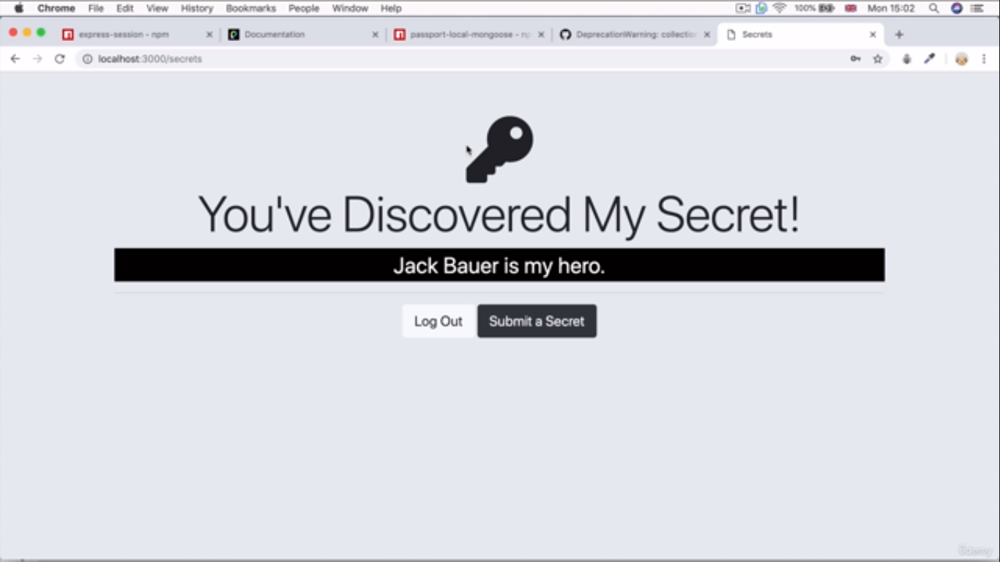 Chrome File Edit View History Bookmarks People Window Help 100% Mon 15:02
express-session - npm Documentation passport-local-mongoose - np DeprecationWarning: collectio Secrets
localhost:3000/secrets
You've Discovered My Secret!
Jack Bauer is my hero.
Log Out Submit a Secret
Udemy